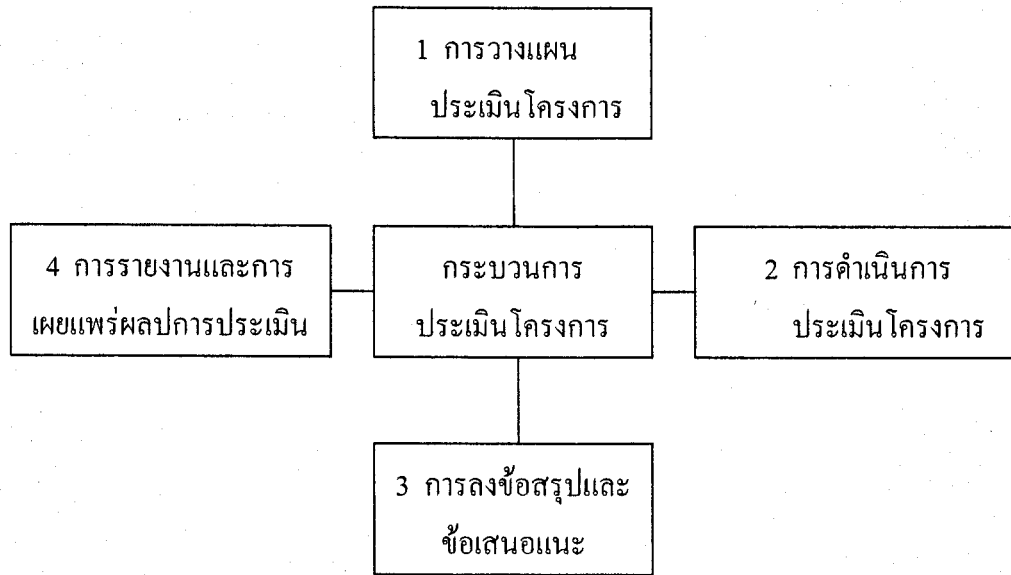 1 การวางแผน
ประเมินโครงการ
4 การรายงานและการ
เผยแพร่ผลปการประเมิน
กระบวนการ
ประเมินโครงการ
2 การดำเนินการ
ประเมินโครงการ
3 การลงข้อสรุปและ
ข้อเสนอแนะ